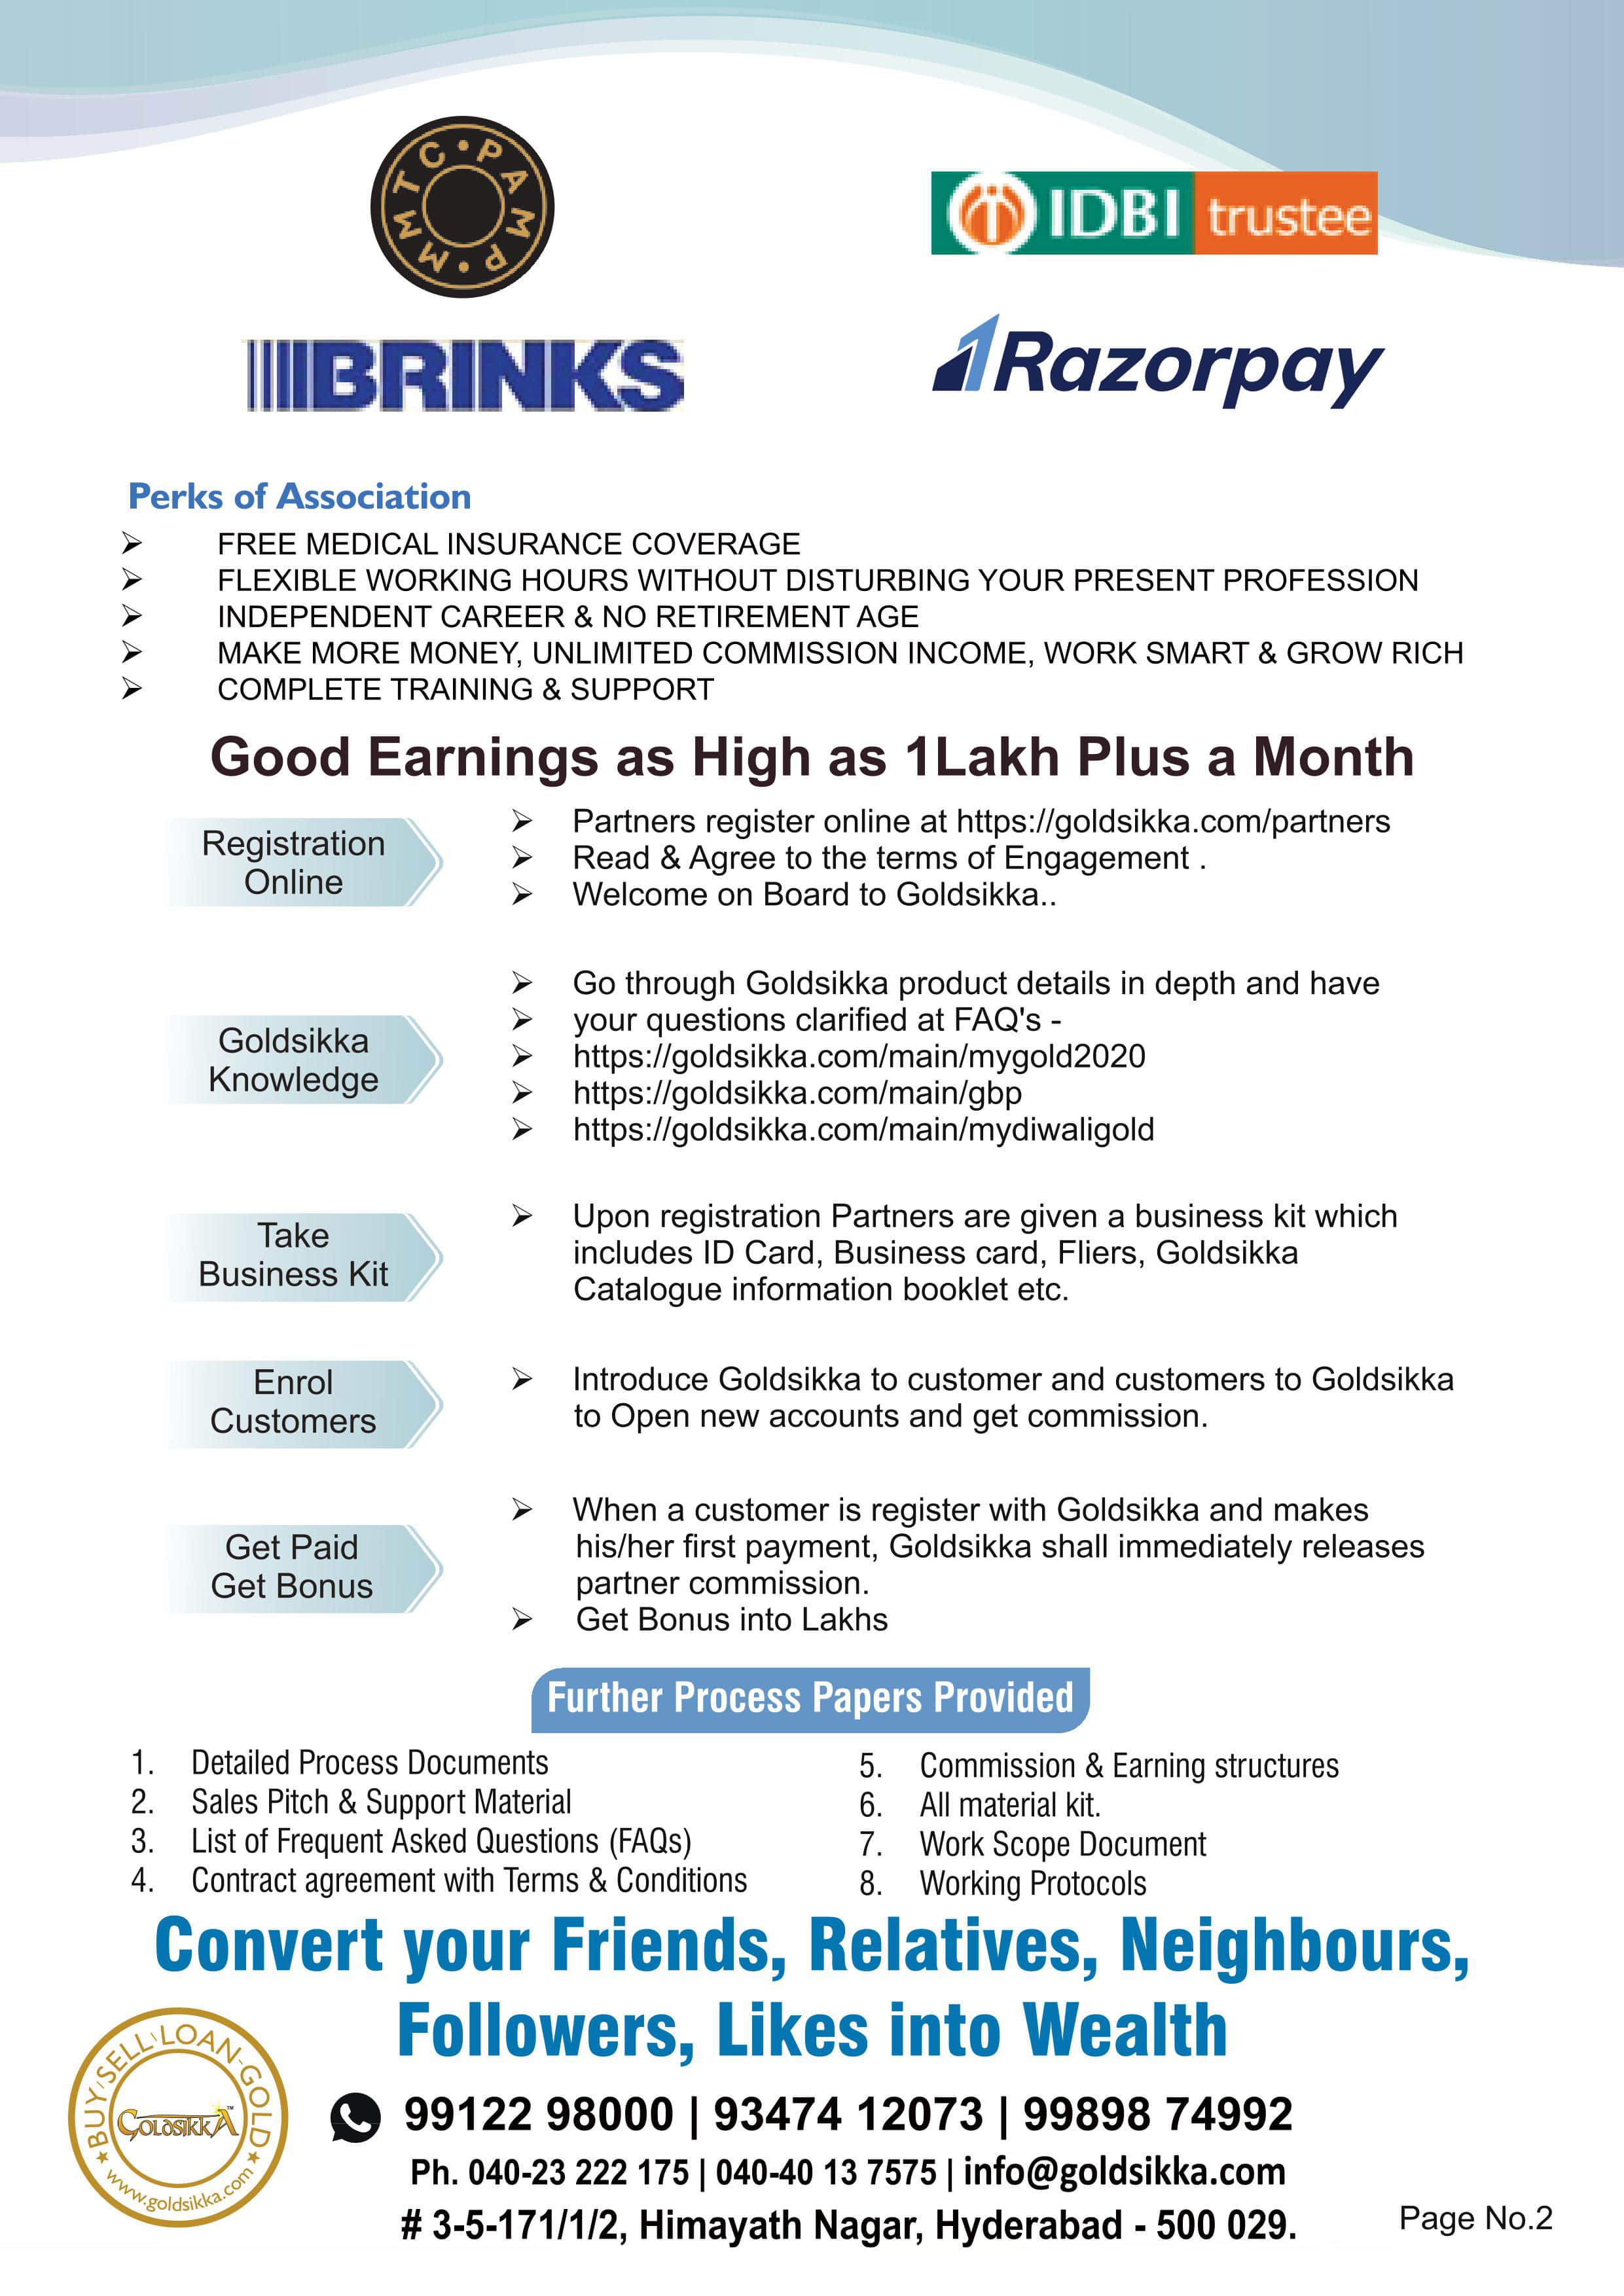 MMTC • PAMP •
IDBI trustee
BRINKS
Razorpay
Perks of Association
➢ FREE MEDICAL INSURANCE COVERAGE
➢ FLEXIBLE WORKING HOURS WITHOUT DISTURBING YOUR PRESENT PROFESSION
➢ INDEPENDENT CAREER & NO RETIREMENT AGE
➢ MAKE MORE MONEY, UNLIMITED COMMISSION INCOME, WORK SMART & GROW RICH
➢ COMPLETE TRAINING & SUPPORT
Good Earnings as High as 1Lakh Plus a Month
Registration
Online
➢ Partners register online at https://goldsikka.com/partners
➢ Read & Agree to the terms of Engagement .
➢ Welcome on Board to Goldsikka..
Goldsikka
Knowledge
➢ Go through Goldsikka product details in depth and have
➢ your questions clarified at FAQ's -
➢ https://goldsikka.com/main/mygold2020
➢ https://goldsikka.com/main/gbp
➢ https://goldsikka.com/main/mydiwaligold
Take
Business Kit
➢ Upon registration Partners are given a business kit which
includes ID Card, Business card, Fliers, Goldsikka
Catalogue information booklet etc.
Enrol
Customers
➢ Introduce Goldsikka to customer and customers to Goldsikka
to Open new accounts and get commission.
Get Paid
Get Bonus
➢ When a customer is register with Goldsikka and makes
his/her first payment, Goldsikka shall immediately releases
partner commission.
➢ Get Bonus into Lakhs
Further Process Papers Provided
1. Detailed Process Documents
2. Sales Pitch & Support Material
3. List of Frequent Asked Questions (FAQs)
4. Contract agreement with Terms & Conditions
5. Commission & Earning structures
6. All material kit.
7. Work Scope Document
8. Working Protocols
Convert your Friends, Relatives, Neighbours,
Followers, Likes into Wealth
BUY\SELL\LOAN-GOLD
GOLDSIKKA™
www.goldsikka.com
99122 98000 | 93474 12073 | 99898 74992
Ph. 040-23 222 175 | 040-40 13 7575 | info@goldsikka.com
# 3-5-171/1/2, Himayath Nagar, Hyderabad - 500 029.
Page No.2